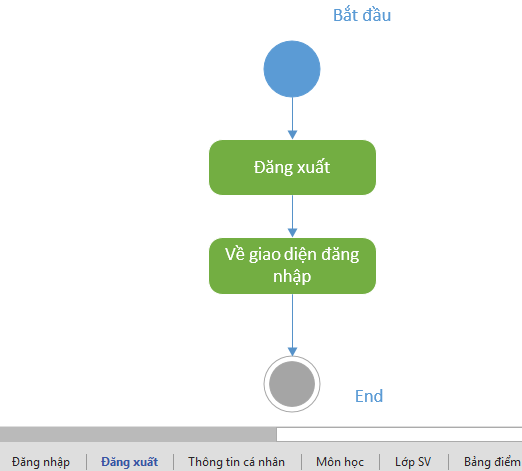 Bắt đầu
Đăng xuất
Về giao diện đăng
nhập
End
Đăng nhập Đăng xuất Thông tin cá nhân Môn học Lớp SV Bảng điểm